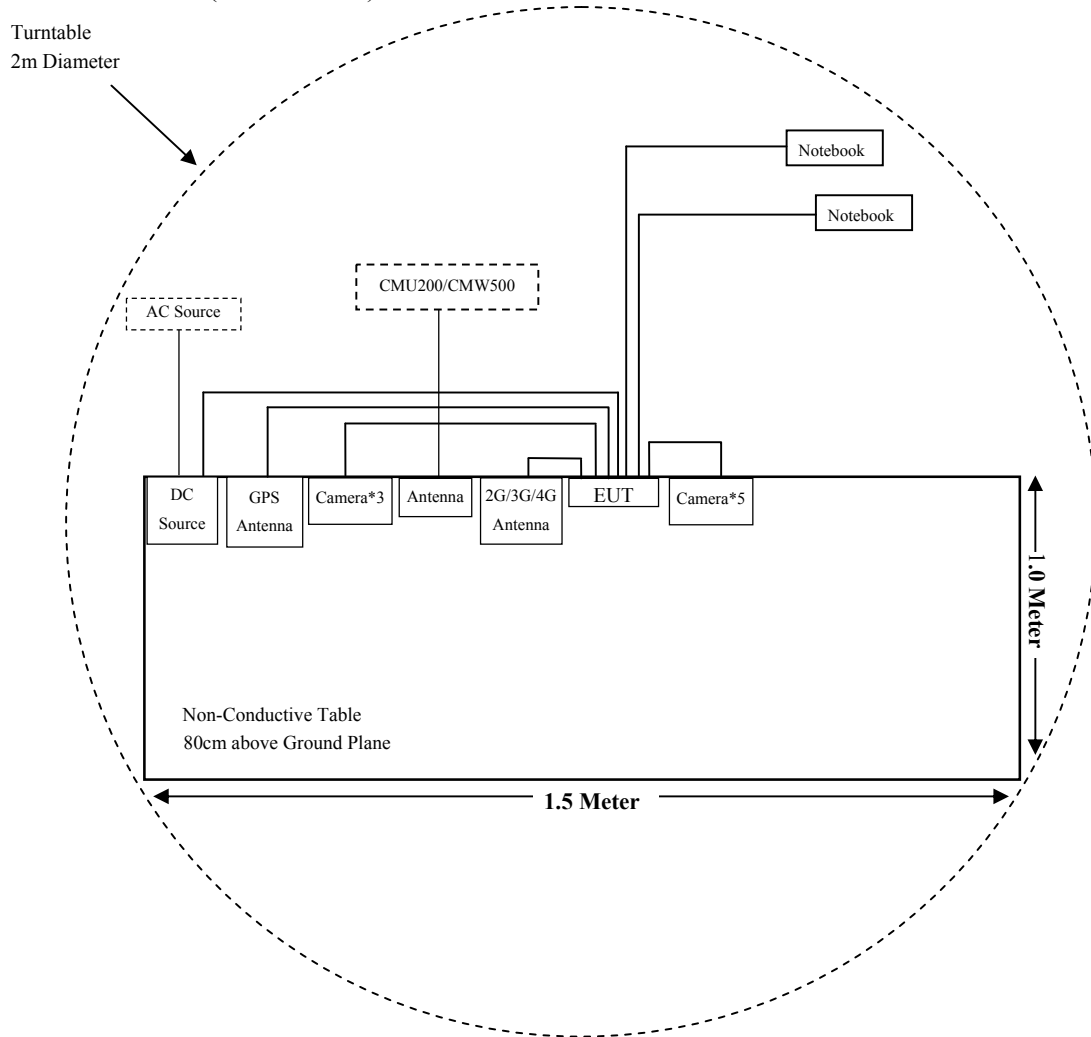 Turntable
2m Diameter
Notebook
Notebook
CMU200/CMW500
AC Source
DC
Source
GPS
Antenna
Camera*3
Antenna
2G/3G/4G
Antenna
EUT
Camera*5
1.0 Meter
Non-Conductive Table
80cm above Ground Plane
1.5 Meter